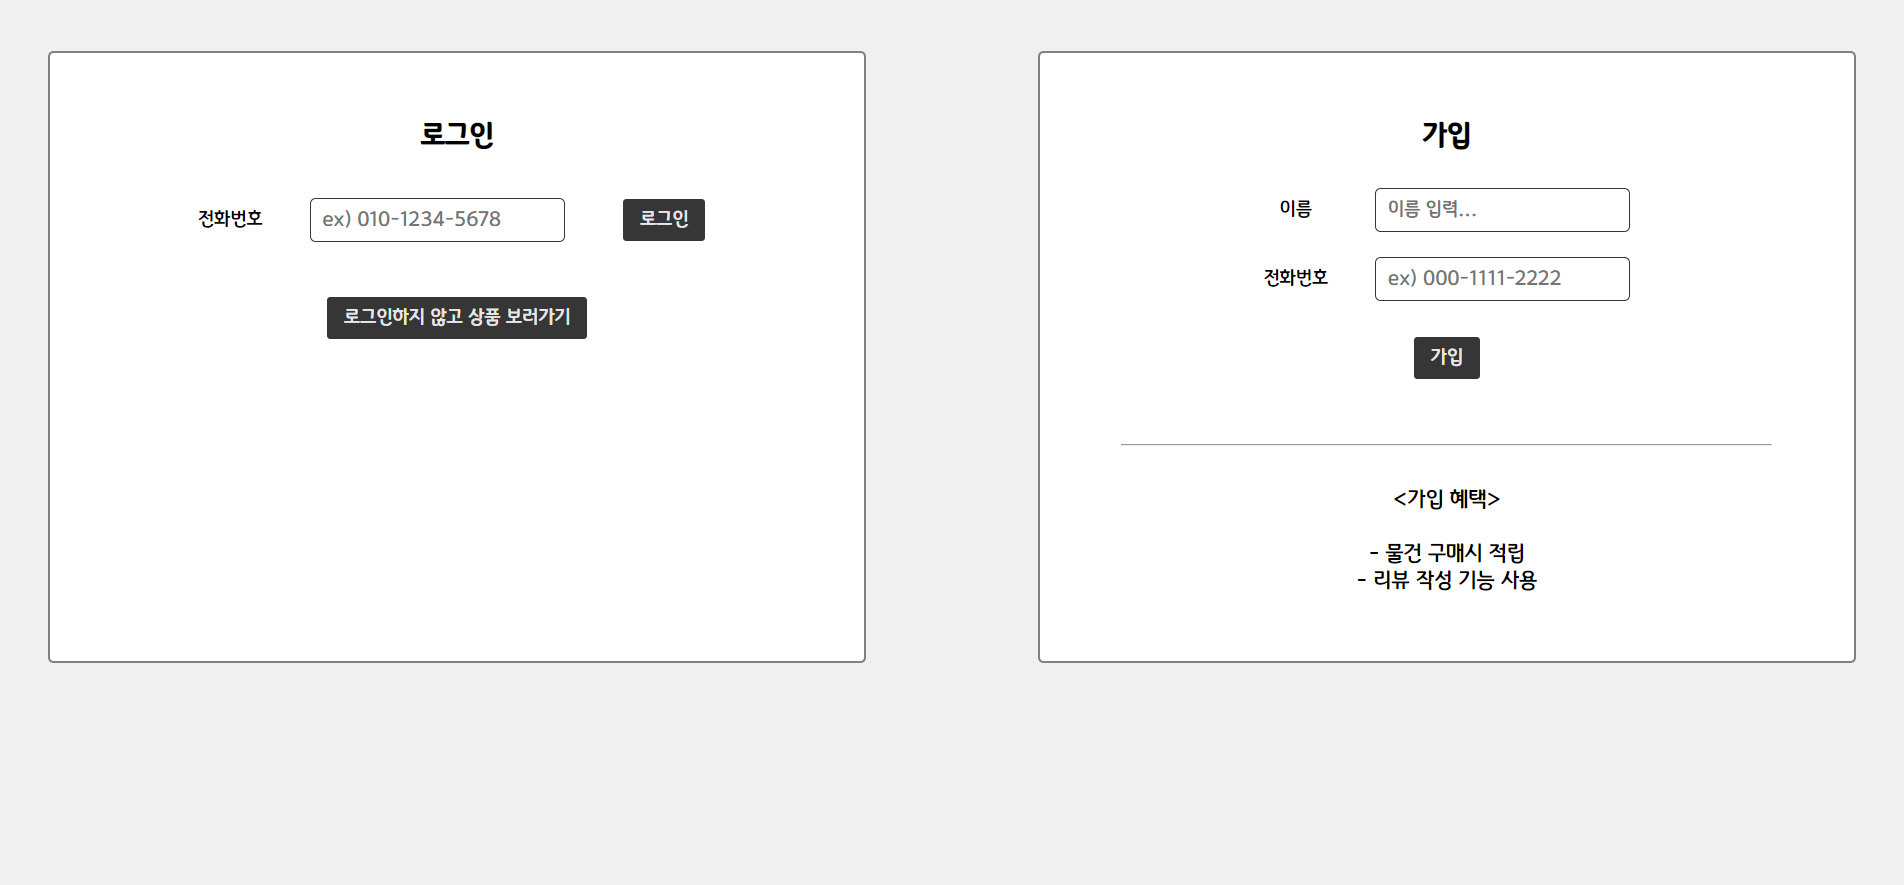 로그인
전화번호 ex) 010-1234-5678 로그인
로그인하지 않고 상품 보러가기
가입
이름 이름 입력...
전화번호 ex) 000-1111-2222
가입
<가입 혜택>
- 물건 구매시 적립
- 리뷰 작성 기능 사용